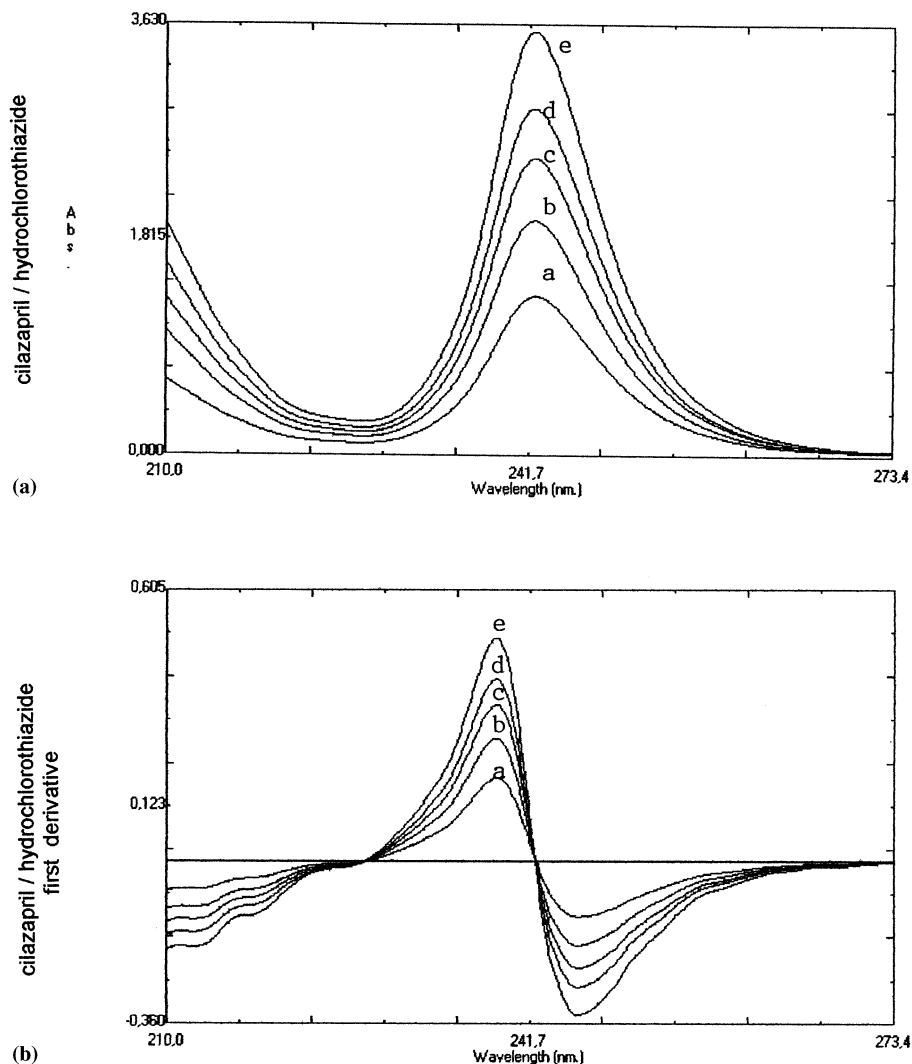 3,630
cilazapril / hydrochlorothiazide
Abs.
1.815
0,000
e
d
c
b
a
210,0
241,7
273,4
Wavelength (nm.)
(a)
0,605
cilazapril / hydrochlorothiazide
first derivative
0,123
-0,360
e
d
c
b
a
210,0
241,7
273,4
Wavelength (nm.)
(b)